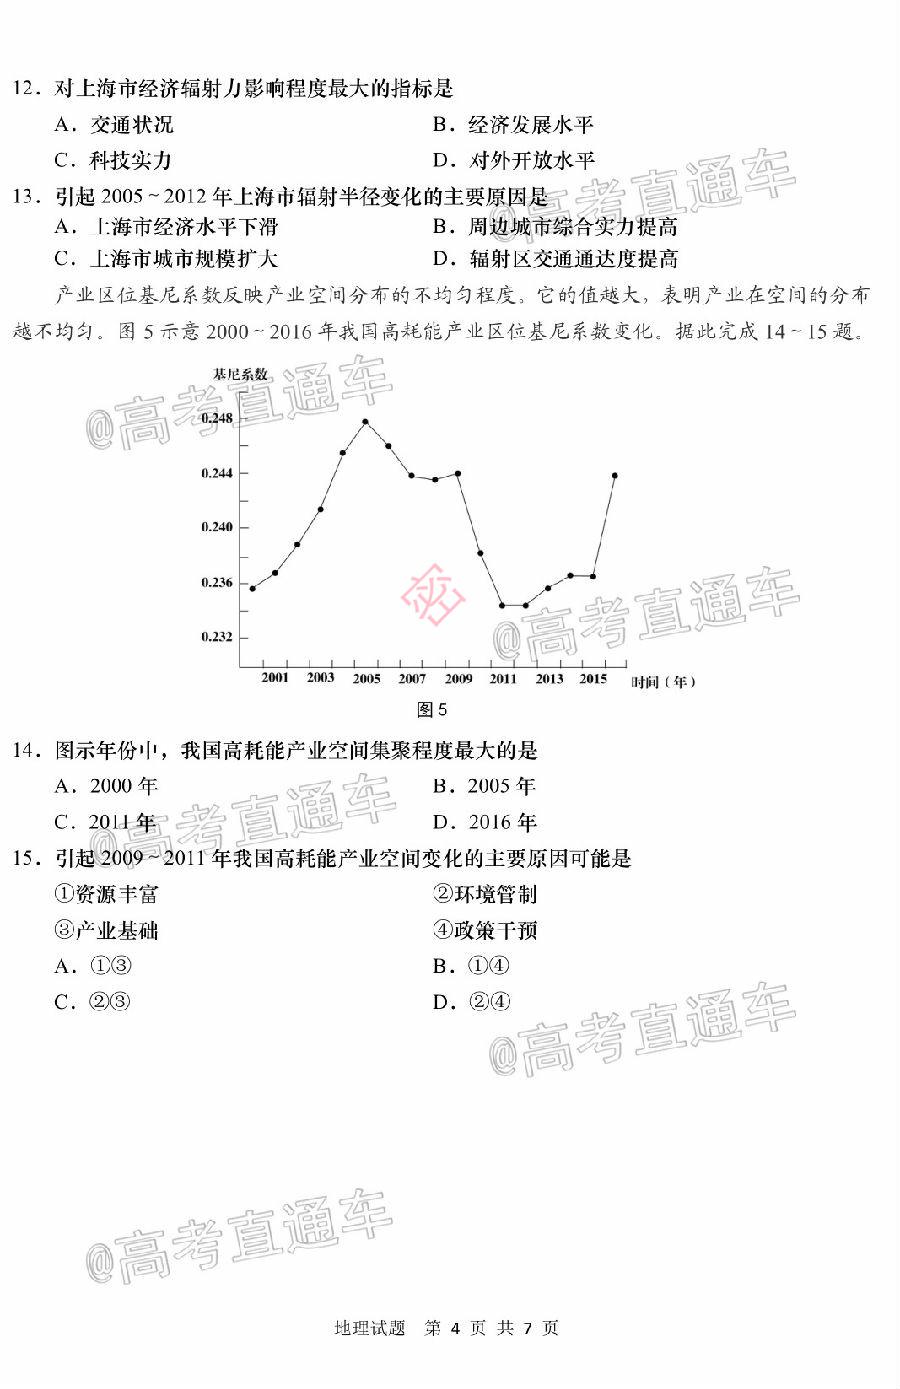 12．对上海市经济辐射力影响程度最大的指标是
A．交通状况 B．经济发展水平
C．科技实力 D．对外开放水平
13．引起 2005～2012 年上海市辐射半径变化的主要原因是
A．上海市经济水平下滑 B．周边城市综合实力提高
C．上海市城市规模扩大 D．辐射区交通通达度提高
产业区位基尼系数反映产业空间分布的不均匀程度。它的值越大，表明产业在空间的分布
越不均匀。图 5 示意 2000～2016 年我国高耗能产业区位基尼系数变化。据此完成 14～15 题。
基尼系数
0.248
0.244
0.240
0.236
0.232
2001 2003 2005 2007 2009 2011 2013 2015 时间（年）
密
图 5
14．图示年份中，我国高耗能产业空间集聚程度最大的是
A．2000 年 B．2005 年
C．2011 年 D．2016 年
15．引起 2009～2011 年我国高耗能产业空间变化的主要原因可能是
①资源丰富 ②环境管制
③产业基础 ④政策干预
A．①③ B．①④
C．②③ D．②④
地理试题 第 4 页 共 7 页
@高考直通车
@高考直通车
@高考直通车
@高考直通车
@高考直通车
@高考直通车